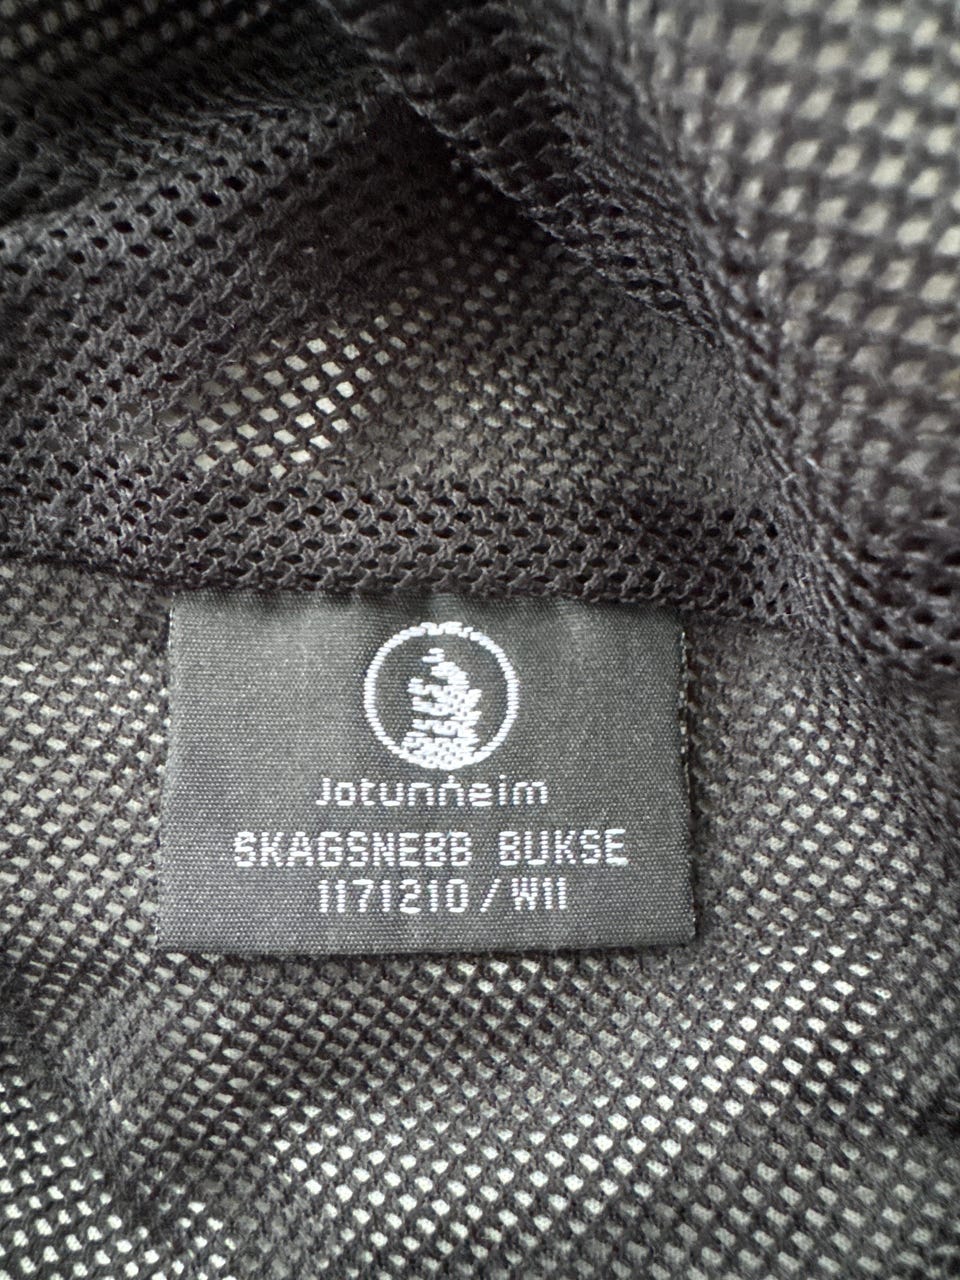 Jotunheim
SKAGSNEBB BUKSE
1171210/W11